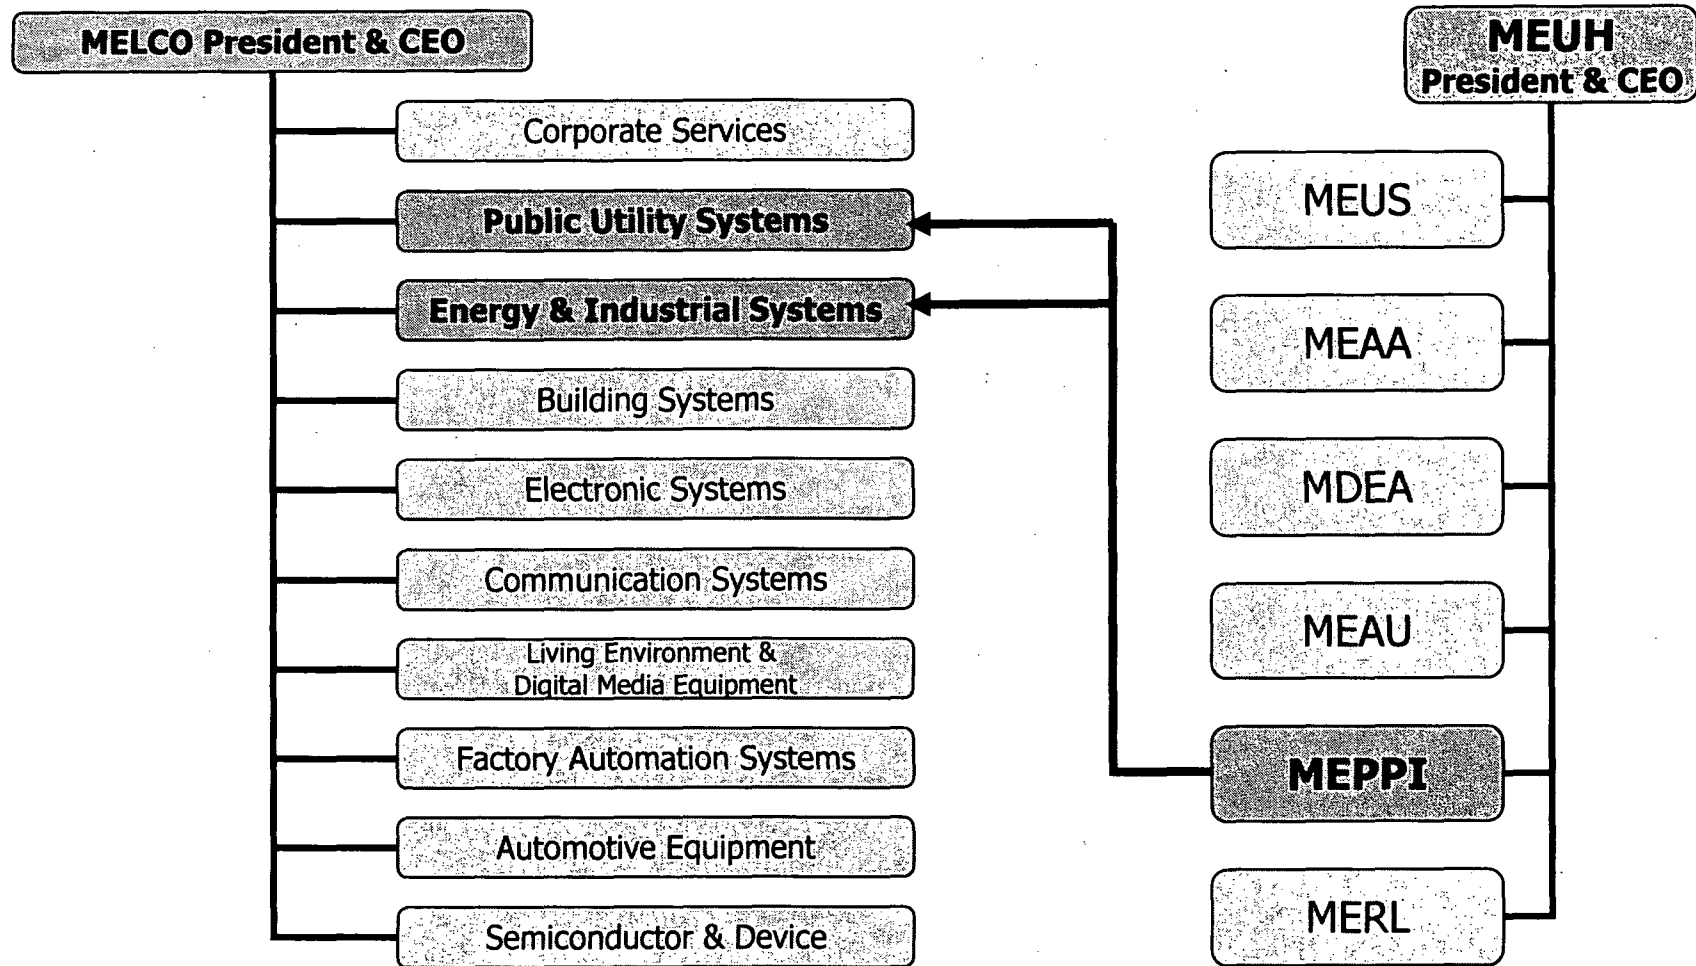 MELCO President & CEO
Corporate Services
Public Utility Systems
Energy & Industrial Systems
Building Systems
Electronic Systems
Communication Systems
Living Environment &
Digital Media Equipment
Factory Automation Systems
Automotive Equipment
Semiconductor & Device
MEUH
President & CEO
MEUS
MEAA
MDEA
MEAU
MEPPI
MERL